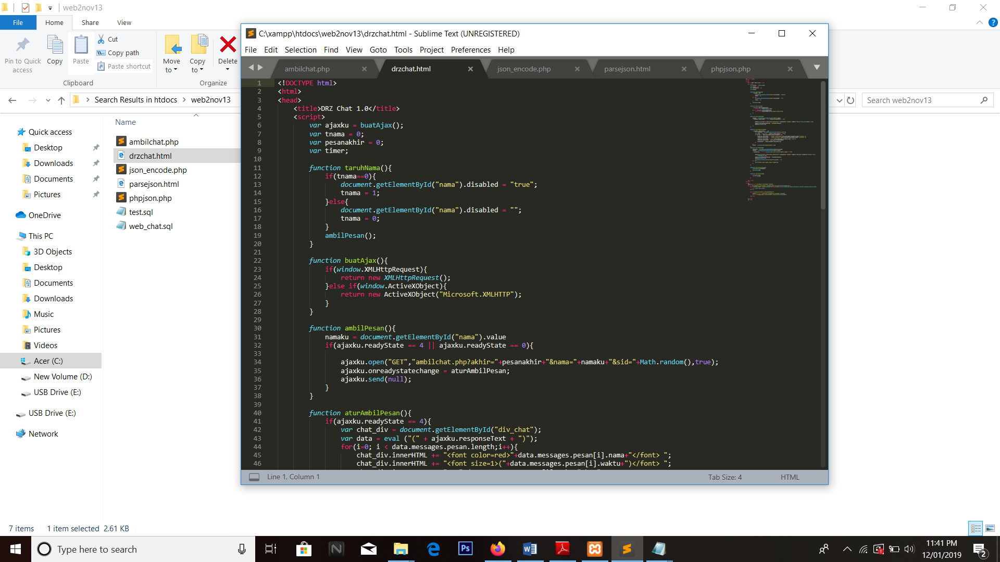 web2nov13
File
Home
Share
View
Pin to Quick access
Copy
Paste
Cut
Copy path
Paste shortcut
Clipboard
Move to
Copy to
Delete
Organize
Search Results in htdocs
web2nov13
Search web2nov13
Quick access
Desktop
Downloads
Documents
Pictures
OneDrive
This PC
3D Objects
Desktop
Documents
Downloads
Music
Pictures
Videos
Acer (C:)
New Volume (D:)
USB Drive (E:)
USB Drive (E:)
Network
Name
ambilchat.php
drzchat.html
json_encode.php
parsejson.html
phpjson.php
test.sql
web_chat.sql
C:\xampp\htdocs\web2nov13\drzchat.html - Sublime Text (UNREGISTERED)
File Edit Selection Find View Goto Tools Project Preferences Help
ambilchat.php
drzchat.html
json_encode.php
parsejson.html
phpjson.php
1 <!DOCTYPE html>
2 <html>
3 <head>
4 <title>DRZ Chat 1.0</title>
5 <script>
6 var ajaxku = buatAjax();
7 var tnama = 0;
8 var pesanakhir = 0;
9 var timer;
10
11 function taruhNama(){
12 if(tnama==0){
13 document.getElementById("nama").disabled = "true";
14 tnama = 1;
15 }else{
16 document.getElementById("nama").disabled = "";
17 tnama = 0;
18 }
19 ambilPesan();
20 }
21
22 function buatAjax(){
23 if(window.XMLHttpRequest){
24 return new XMLHttpRequest();
25 }else if(window.ActiveXObject){
26 return new ActiveXObject("Microsoft.XMLHTTP");
27 }
28 }
29
30 function ambilPesan(){
31 namaku = document.getElementById("nama").value
32 if(ajaxku.readyState == 4 || ajaxku.readyState == 0){
33
34 ajaxku.open("GET","ambilchat.php?akhir="+pesanakhir+"&nama="+namaku+"&sid="+Math.random(),true);
35 ajaxku.onreadystatechange = aturAmbilPesan;
36 ajaxku.send(null);
37 }
38 }
39
40 function aturAmbilPesan(){
41 if(ajaxku.readyState == 4){
42 var chat_div = document.getElementById("div_chat");
43 var data = eval ("(" + ajaxku.responseText + ")");
44 for(i=0; i < data.messages.pesan.length;i++){
45 chat_div.innerHTML += "<font color=red>"+data.messages.pesan[i].nama+"</font> ";
46 chat_div.innerHTML += "<font size=1>("+data.messages.pesan[i].waktu+")</font> ";
Line 1, Column 1
Tab Size: 4
HTML
7 items
1 item selected 2.61 KB
Type here to search
11:41 PM
12/01/2019
2